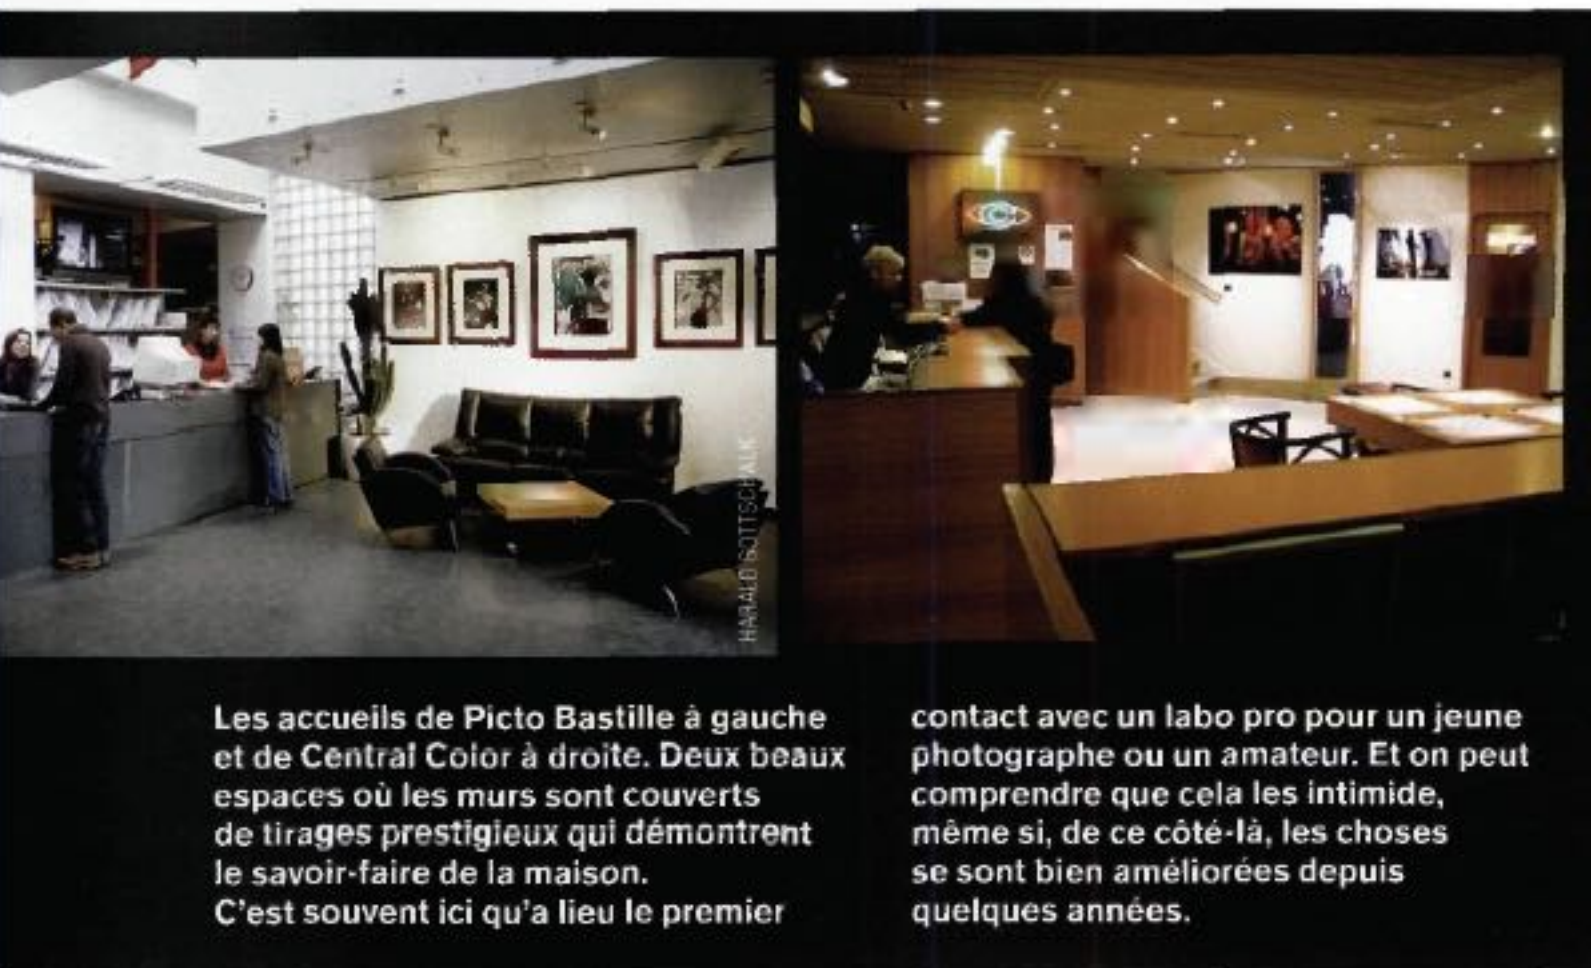 HARALD GOTTSCHALK
Les accueils de Picto Bastille à gauche
et de Central Color à droite. Deux beaux
espaces où les murs sont couverts
de tirages prestigieux qui démontrent
le savoir-faire de la maison.
C'est souvent ici qu'a lieu le premier
contact avec un labo pro pour un jeune
photographe ou un amateur. Et on peut
comprendre que cela les intimide,
même si, de ce côté-là, les choses
se sont bien améliorées depuis
quelques années.